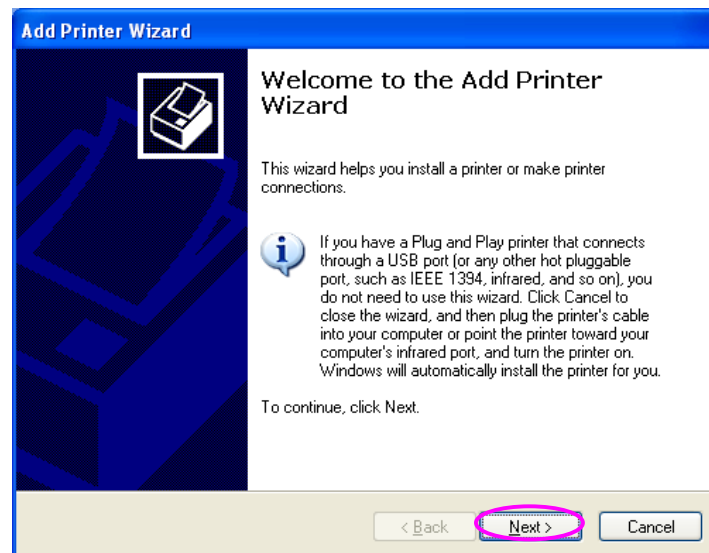 Add Printer Wizard
Welcome to the Add Printer
Wizard
This wizard helps you install a printer or make printer
connections.
If you have a Plug and Play printer that connects
through a USB port (or any other hot pluggable
port, such as IEEE 1394, infrared, and so on), you
do not need to use this wizard. Click Cancel to
close the wizard, and then plug the printer's cable
into your computer or point the printer toward your
computer's infrared port, and turn the printer on.
Windows will automatically install the printer for you.
To continue, click Next.
< Back Next > Cancel